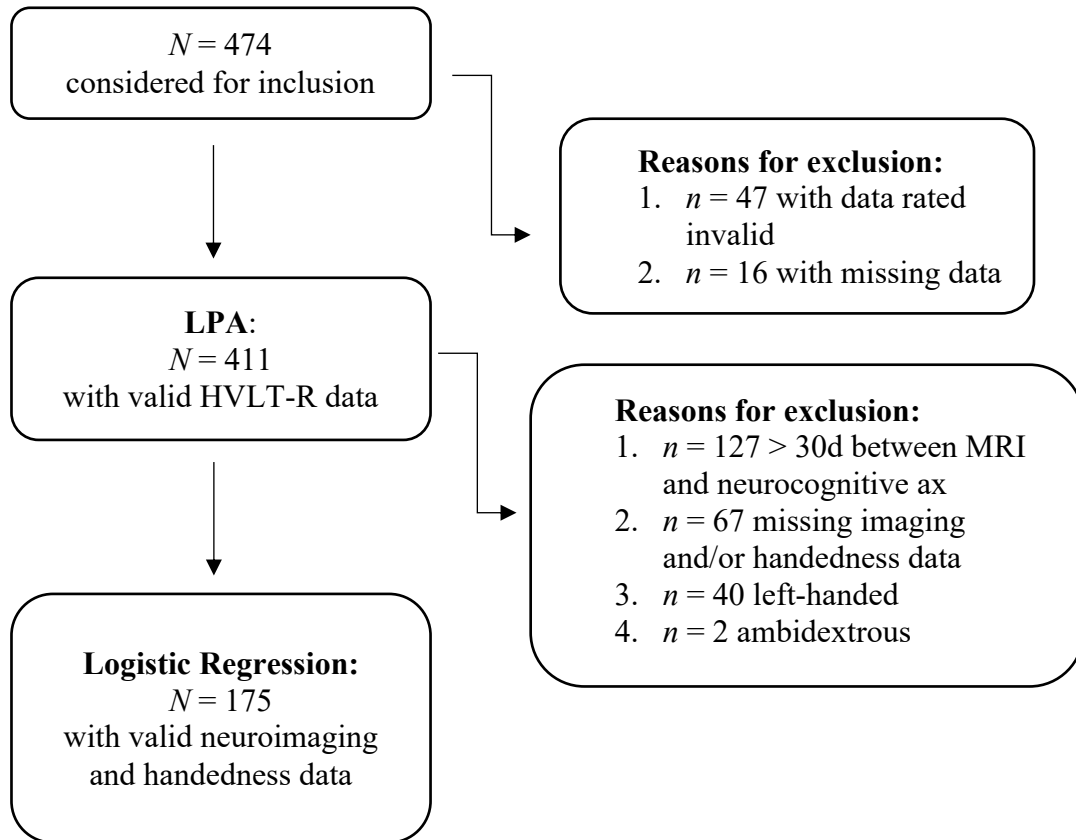 N = 474
considered for inclusion
Reasons for exclusion:
1. n = 47 with data rated
invalid
2. n = 16 with missing data
LPA:
N = 411
with valid HVLT-R data
Reasons for exclusion:
1. n = 127 > 30d between MRI
and neurocognitive ax
2. n = 67 missing imaging
and/or handedness data
3. n = 40 left-handed
4. n = 2 ambidextrous
Logistic Regression:
N = 175
with valid neuroimaging
and handedness data